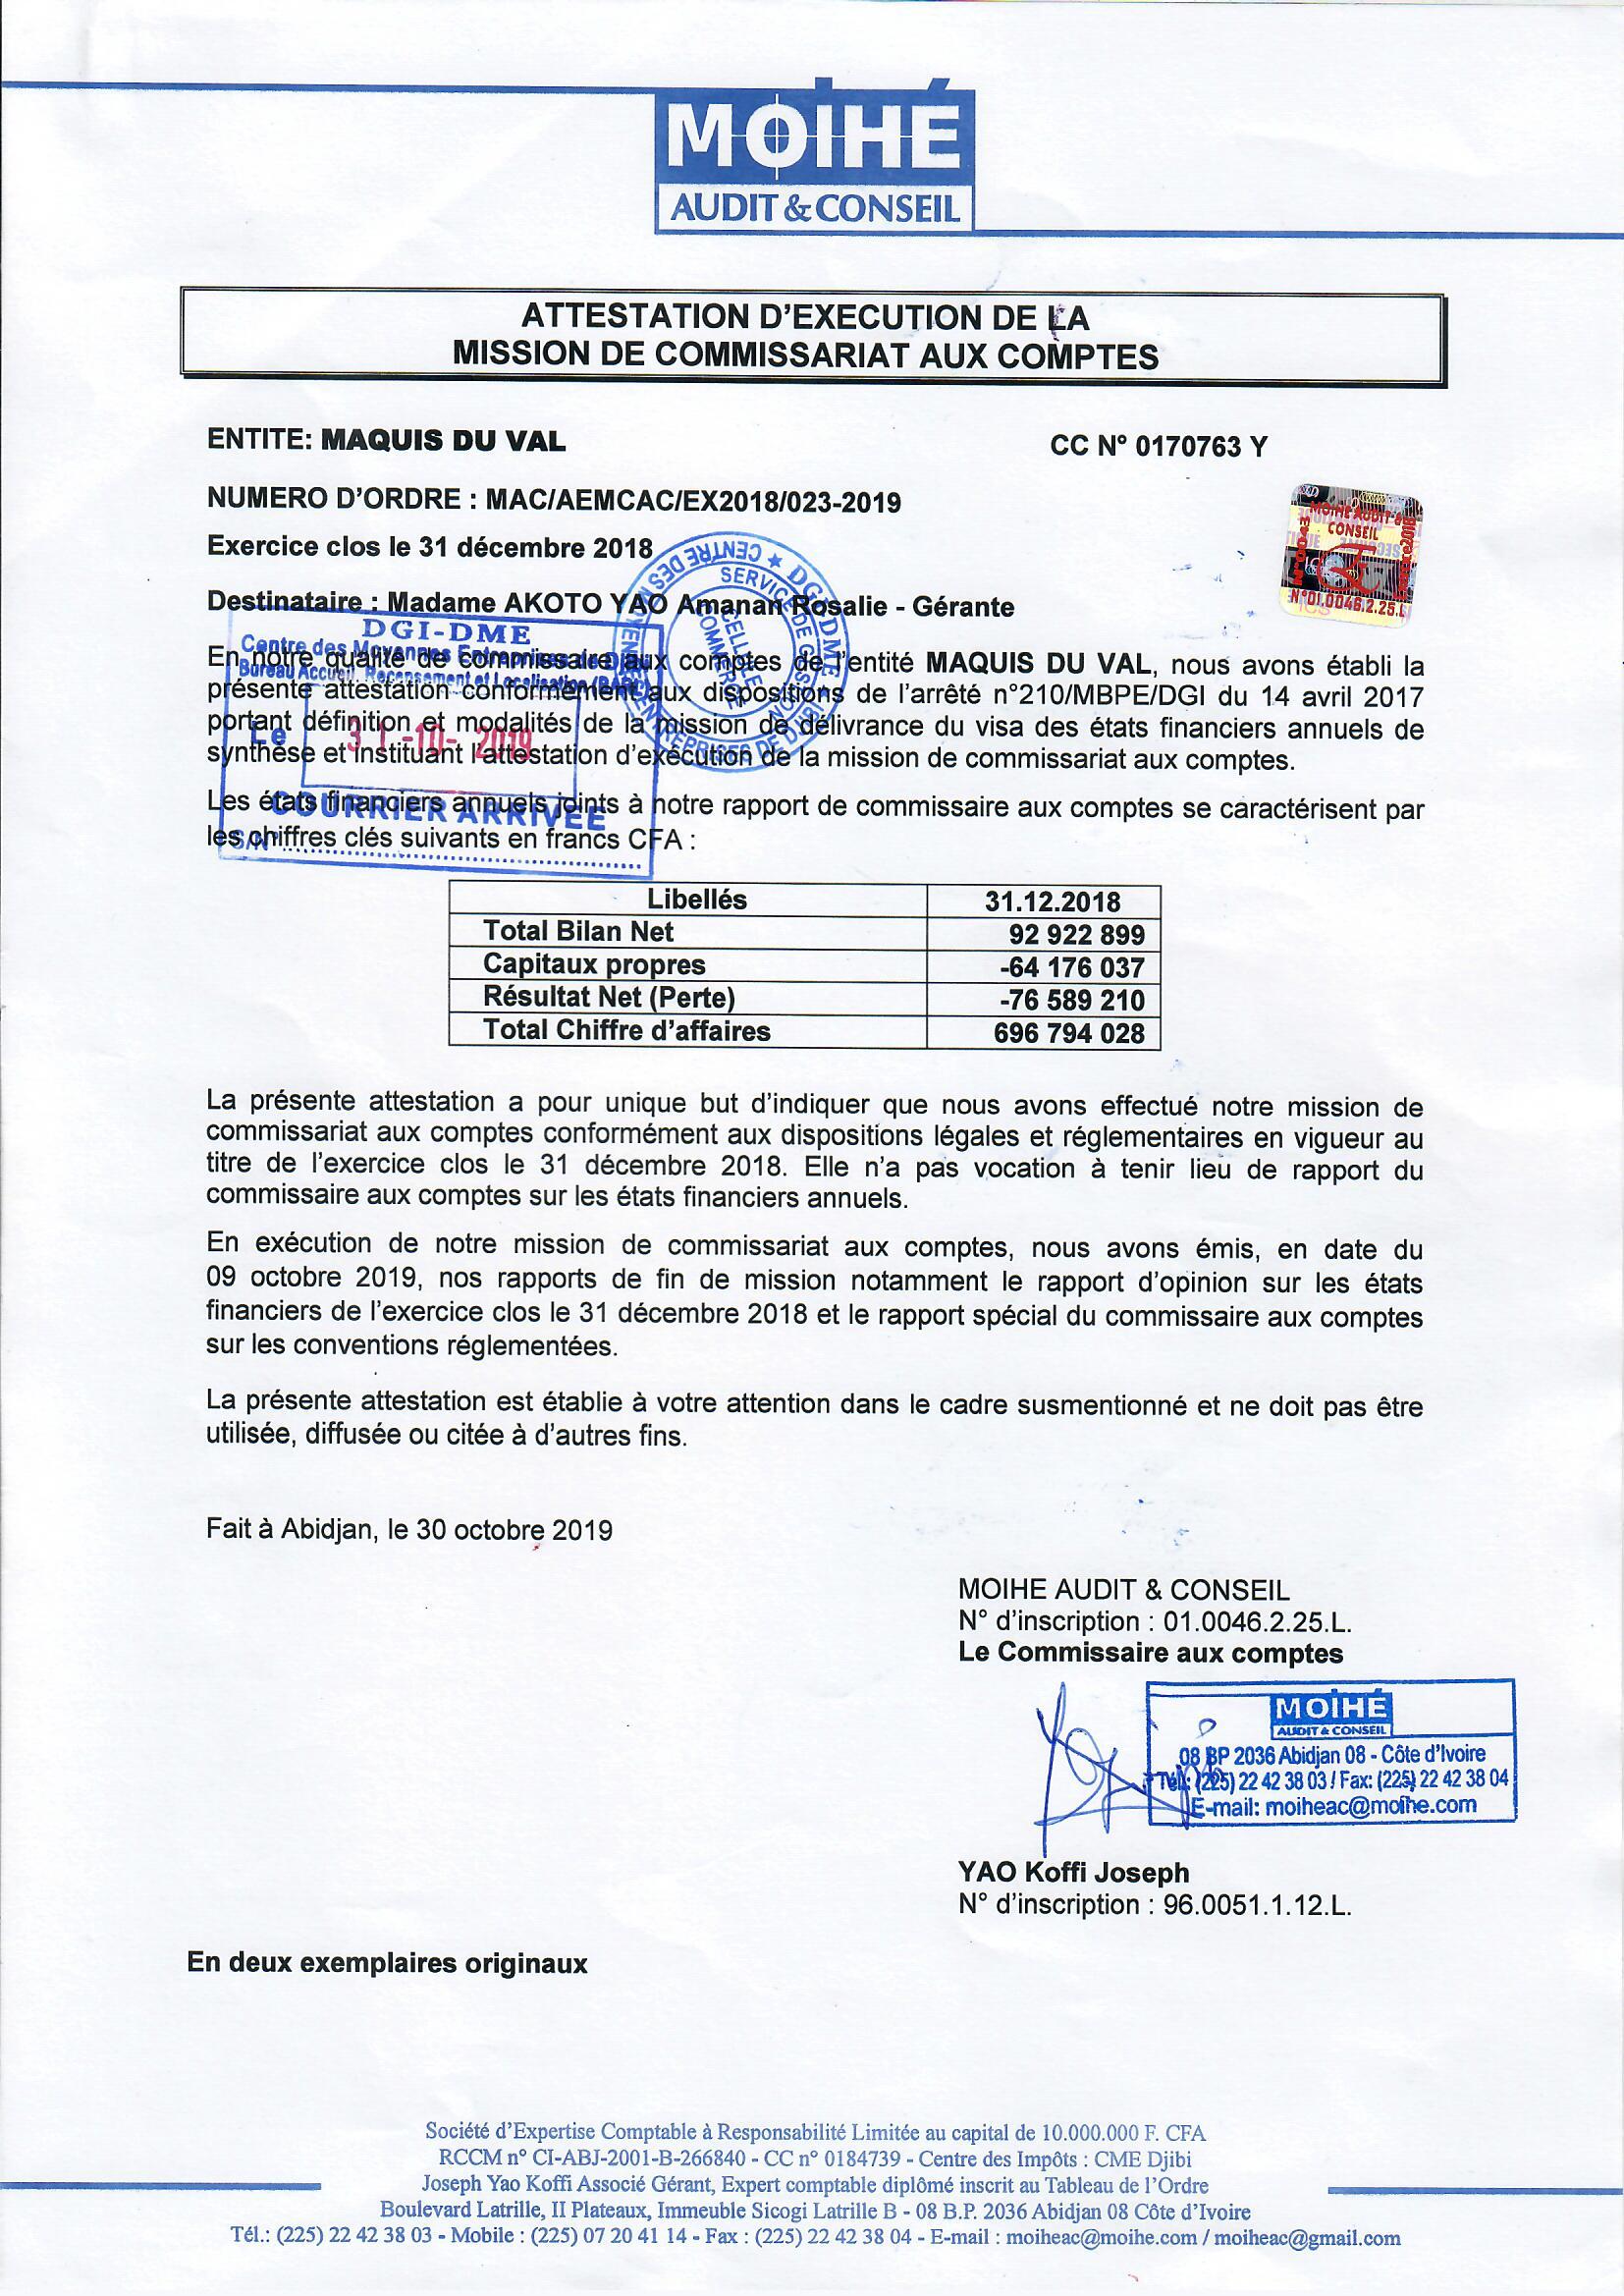 MOIHÉ
AUDIT & CONSEIL
ATTESTATION D'EXECUTION DE LA
MISSION DE COMMISSARIAT AUX COMPTES
ENTITE: MAQUIS DU VAL
CC N° 0170763 Y
NUMERO D'ORDRE : MAC/AEMCAC/EX2018/023-2019
MOIHE AUDIT &
CONSEIL
N°01.0046.2.25.L
Exercice clos le 31 décembre 2018
CENTRE DES MOYENNES ENTREPRISES DE DJIBI ★ DGI-DME ★
SERVICE DE GESTION
CELLULE
COMMERCE
Destinataire : Madame AKOTO YAO Amanan Rosalie - Gérante
DGI-DME
Centre des Moyennes Entreprises de
Bureau Accueil, Recensement et Localisation (BARL)
Le 31-10-2019
COURRIER ARRIVÉE
S/N°
En notre qualité de commissaire aux comptes de l'entité MAQUIS DU VAL, nous avons établi la
présente attestation conformément aux dispositions de l'arrêté n°210/MBPE/DGI du 14 avril 2017
portant définition et modalités de la mission de délivrance du visa des états financiers annuels de
synthèse et instituant l'attestation d'exécution de la mission de commissariat aux comptes.
Les états financiers annuels joints à notre rapport de commissaire aux comptes se caractérisent par
les chiffres clés suivants en francs CFA :
Libellés 31.12.2018
Total Bilan Net 92 922 899
Capitaux propres -64 176 037
Résultat Net (Perte) -76 589 210
Total Chiffre d'affaires 696 794 028
La présente attestation a pour unique but d'indiquer que nous avons effectué notre mission de
commissariat aux comptes conformément aux dispositions légales et réglementaires en vigueur au
titre de l'exercice clos le 31 décembre 2018. Elle n'a pas vocation à tenir lieu de rapport du
commissaire aux comptes sur les états financiers annuels.
En exécution de notre mission de commissariat aux comptes, nous avons émis, en date du
09 octobre 2019, nos rapports de fin de mission notamment le rapport d'opinion sur les états
financiers de l'exercice clos le 31 décembre 2018 et le rapport spécial du commissaire aux comptes
sur les conventions réglementées.
La présente attestation est établie à votre attention dans le cadre susmentionné et ne doit pas être
utilisée, diffusée ou citée à d'autres fins.
Fait à Abidjan, le 30 octobre 2019
MOIHE AUDIT & CONSEIL
N° d'inscription : 01.0046.2.25.L.
Le Commissaire aux comptes
MOIHÉ
AUDIT & CONSEIL
08 BP 2036 Abidjan 08 - Côte d'Ivoire
Tél.: (225) 22 42 38 03 / Fax: (225) 22 42 38 04
E-mail: moiheac@moihe.com
YAO Koffi Joseph
N° d'inscription : 96.0051.1.12.L.
En deux exemplaires originaux
Société d'Expertise Comptable à Responsabilité Limitée au capital de 10.000.000 F. CFA
RCCM n° CI-ABJ-2001-B-266840 - CC n° 0184739 - Centre des Impôts : CME Djibi
Joseph Yao Koffi Associé Gérant, Expert comptable diplômé inscrit au Tableau de l'Ordre
Boulevard Latrille, II Plateaux, Immeuble Sicogi Latrille B - 08 B.P. 2036 Abidjan 08 Côte d'Ivoire
Tél.: (225) 22 42 38 03 - Mobile : (225) 07 20 41 14 - Fax : (225) 22 42 38 04 - E-mail : moiheac@moihe.com / moiheac@gmail.com